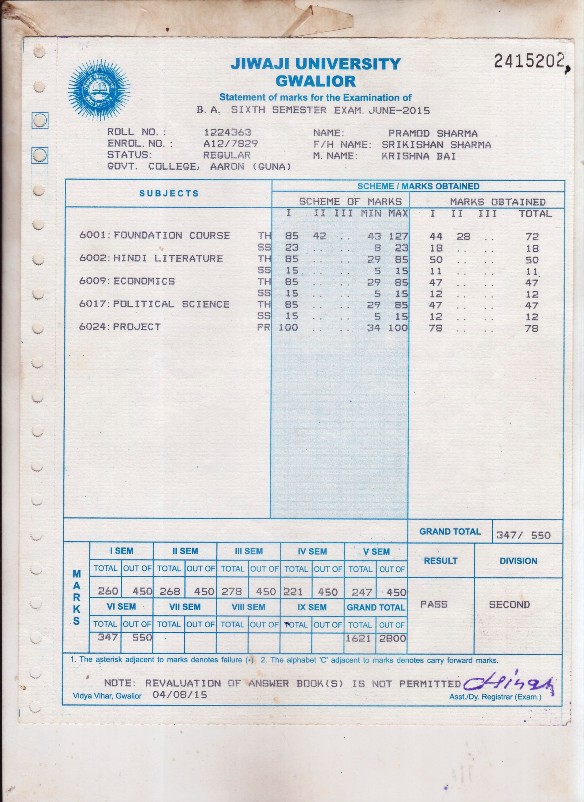 2415202
JIWAJI UNIVERSITY
GWALIOR
Statement of marks for the Examination of
B.A. SIXTH SEMESTER EXAM. JUNE-2015
ROLL NO.: 1224363 NAME: PRAMOD SHARMA
ENROL. NO.: A12/7829 F/H NAME: SRIKISHAN SHARMA
STATUS: REGULAR M. NAME: KRISHNA BAI
GOVT. COLLEGE, AARON (GUNA)
SUBJECTS SCHEME / MARKS OBTAINED
SCHEME OF MARKS MARKS OBTAINED
I II III MIN MAX I II III TOTAL
6001: FOUNDATION COURSE TH 85 42 .. 43 127 44 28 .. 72
SS 23 .. .. 8 23 18 .. .. 18
6002: HINDI LITERATURE TH 85 .. .. 29 85 50 .. .. 50
SS 15 .. .. 5 15 11 .. .. 11
6009: ECONOMICS TH 85 .. .. 29 85 47 .. .. 47
SS 15 .. .. 5 15 12 .. .. 12
6017: POLITICAL SCIENCE TH 85 .. .. 29 85 47 .. .. 47
SS 15 .. .. 5 15 12 .. .. 12
6024: PROJECT PR 100 .. .. 34 100 78 .. .. 78
GRAND TOTAL 347/ 550
MARKS
I SEM II SEM III SEM IV SEM V SEM RESULT DIVISION
TOTAL OUT OF TOTAL OUT OF TOTAL OUT OF TOTAL OUT OF TOTAL OUT OF
260 450 268 450 278 450 221 450 247 450
VI SEM VII SEM VIII SEM IX SEM GRAND TOTAL PASS SECOND
TOTAL OUT OF TOTAL OUT OF TOTAL OUT OF TOTAL OUT OF TOTAL OUT OF
347 550 1621 2800
1. The asterisk adjacent to marks denotes failure (*) 2. The alphabet 'C' adjacent to marks denotes carry forward marks.
NOTE: REVALUATION OF ANSWER BOOK(S) IS NOT PERMITTED
Vidya Vihar, Gwalior 04/08/15 Asst./Dy. Registrar (Exam.)